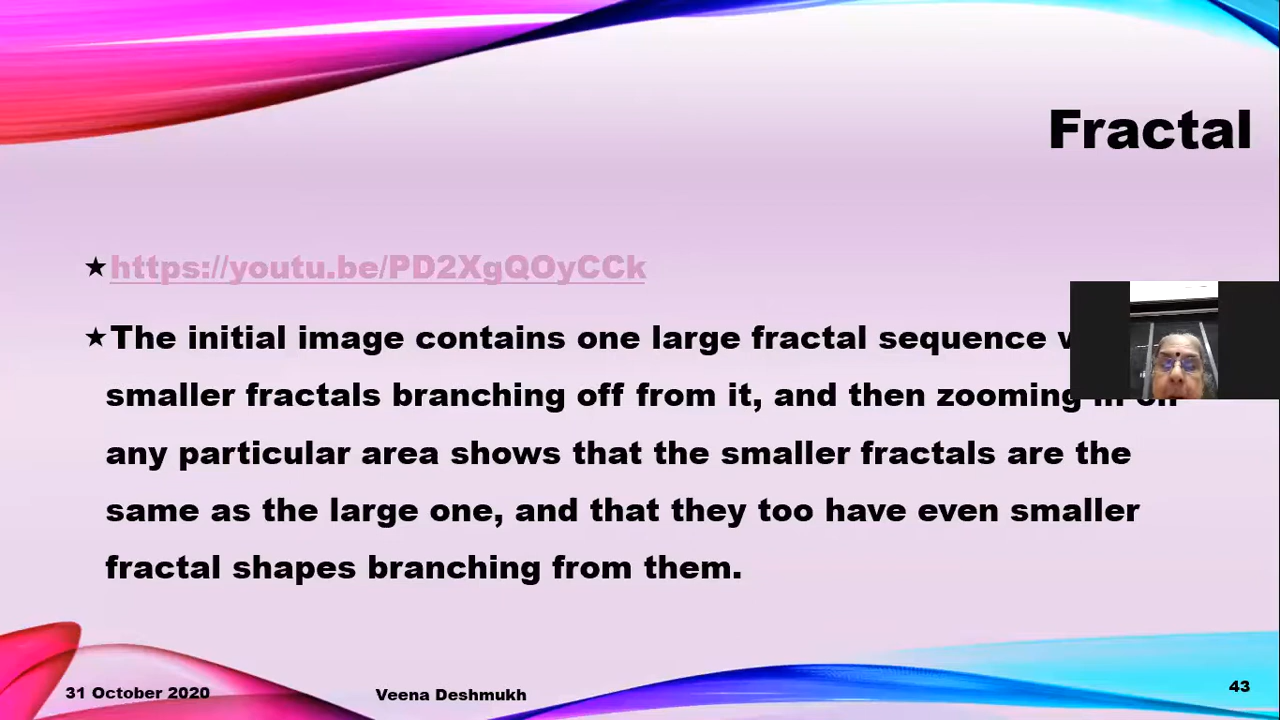 Fractal
★https://youtu.be/PD2XgQOyCCk
★The initial image contains one large fractal sequence
smaller fractals branching off from it, and then zooming in on
any particular area shows that the smaller fractals are the
same as the large one, and that they too have even smaller
fractal shapes branching from them.
31 October 2020
Veena Deshmukh
43